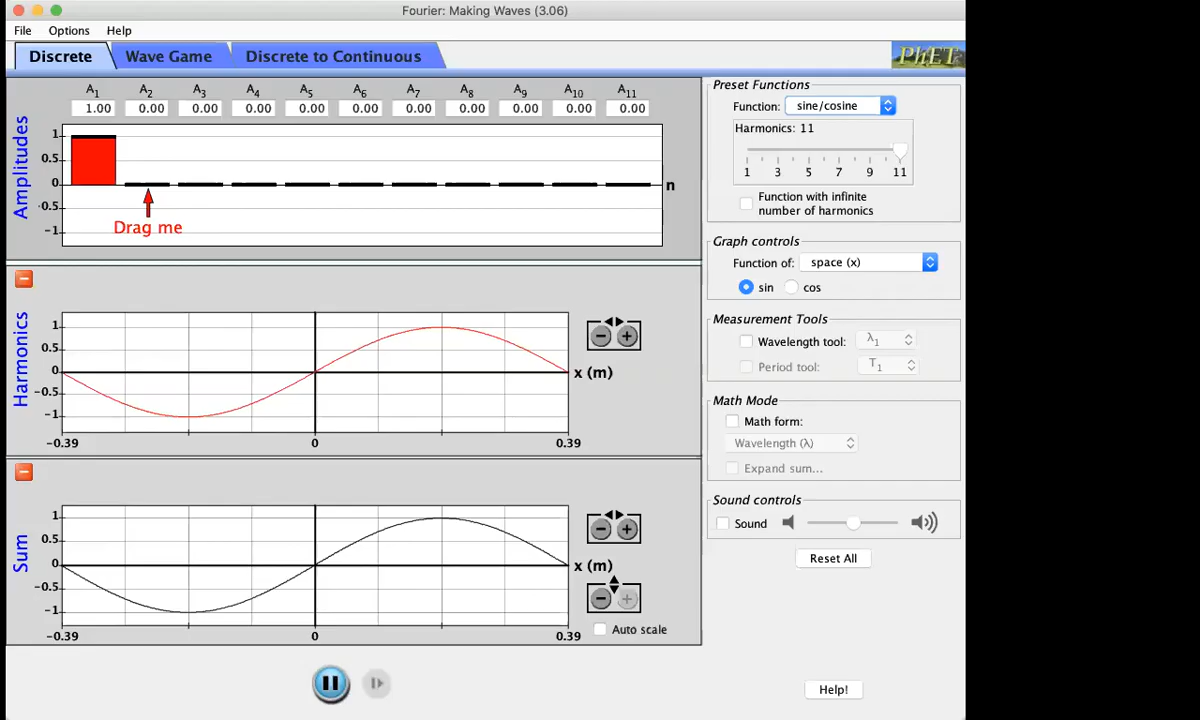 Fourier: Making Waves (3.06)
File Options Help
Discrete Wave Game Discrete to Continuous
PhET
A1 A2 A3 A4 A5 A6 A7 A8 A9 A10 A11
1.00 0.00 0.00 0.00 0.00 0.00 0.00 0.00 0.00 0.00 0.00
Amplitudes
1
0.5
0
-0.5
-1
n
Drag me
Harmonics
1
0.5
0
-0.5
-1
x (m)
-0.39 0 0.39
Sum
1
0.5
0
-0.5
-1
x (m)
-0.39 0 0.39
Auto scale
Preset Functions
Function: sine/cosine
Harmonics: 11
1 3 5 7 9 11
Function with infinite
number of harmonics
Graph controls
Function of: space (x)
sin cos
Measurement Tools
Wavelength tool: λ1
Period tool: T1
Math Mode
Math form:
Wavelength (λ)
Expand sum...
Sound controls
Sound
Reset All
Help!